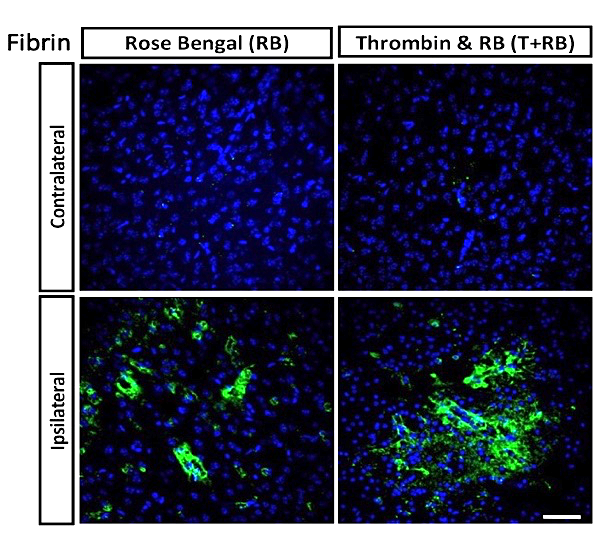 Fibrin
Rose Bengal (RB)
Thrombin & RB (T+RB)
Contralateral
Ipsilateral